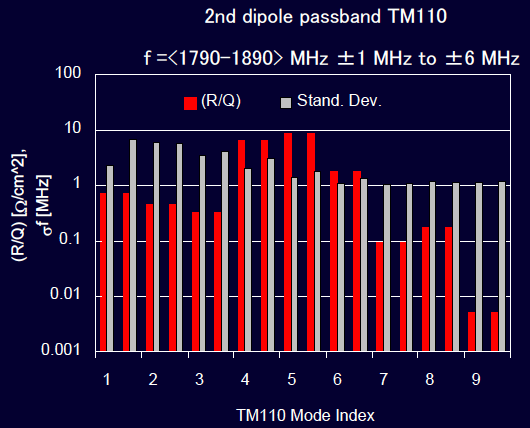 2nd dipole passband TM110
f =<1790-1890> MHz ±1 MHz to ±6 MHz
100
(R/Q) Stand. Dev.
10
1
0.1
0.01
0.001
(R/Q) [Ω/cm^2],
σf [MHz]
1 2 3 4 5 6 7 8 9
TM110 Mode Index